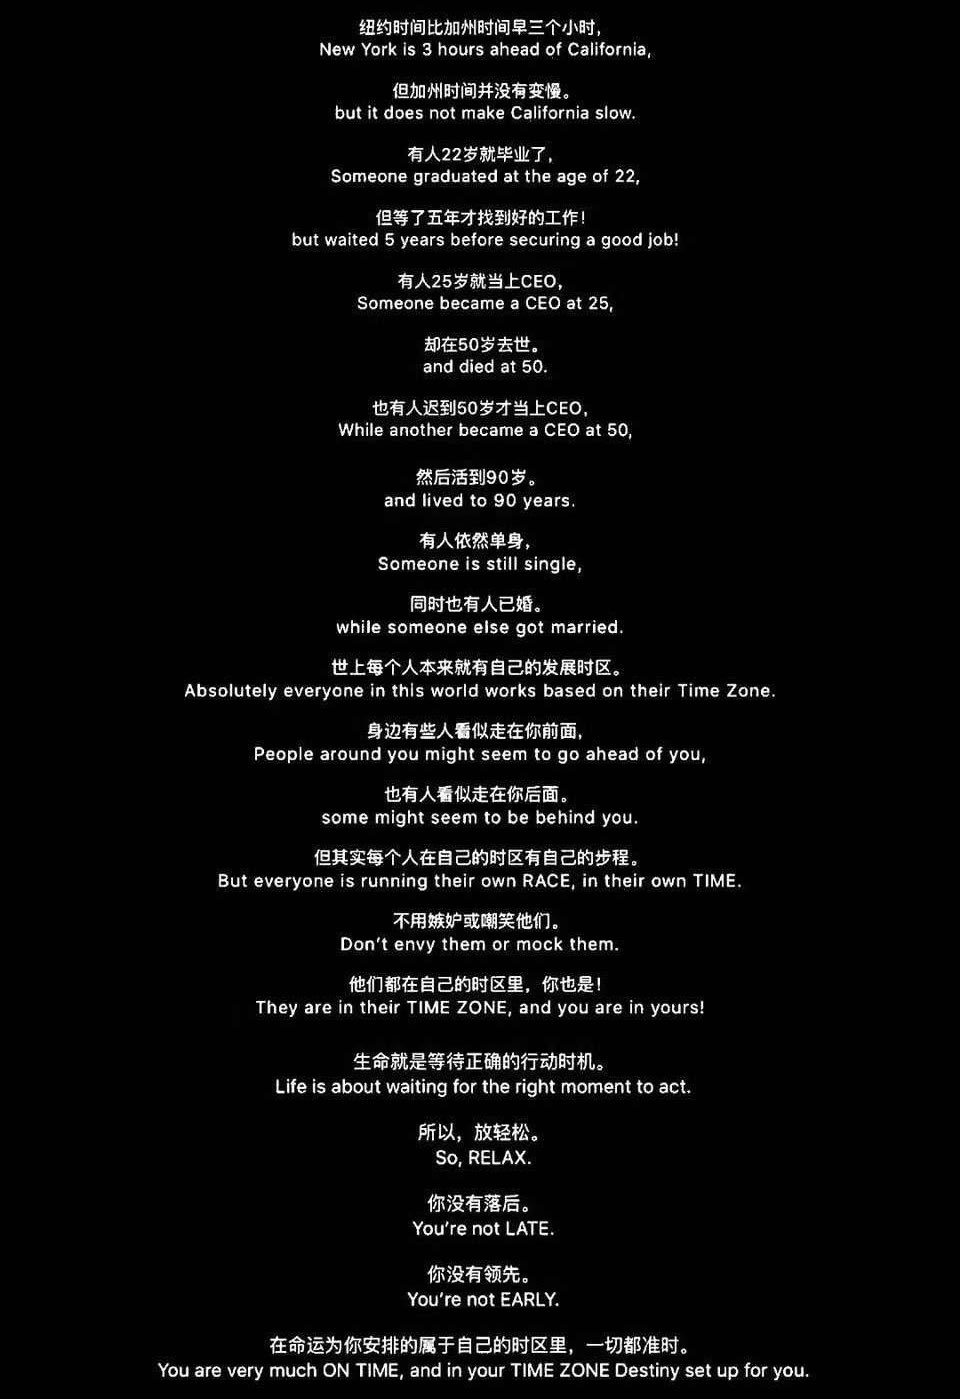 纽约时间比加州时间早三个小时，
New York is 3 hours ahead of California,
但加州时间并没有变慢。
but it does not make California slow.
有人22岁就毕业了，
Someone graduated at the age of 22,
但等了五年才找到好的工作！
but waited 5 years before securing a good job!
有人25岁就当上CEO，
Someone became a CEO at 25,
却在50岁去世。
and died at 50.
也有人迟到50岁才当上CEO，
While another became a CEO at 50,
然后活到90岁。
and lived to 90 years.
有人依然单身，
Someone is still single,
同时也有人已婚。
while someone else got married.
世上每个人本来就有自己的发展时区。
Absolutely everyone in this world works based on their Time Zone.
身边有些人看似走在你前面，
People around you might seem to go ahead of you,
也有人看似走在你后面。
some might seem to be behind you.
但其实每个人在自己的时区有自己的步程。
But everyone is running their own RACE, in their own TIME.
不用嫉妒或嘲笑他们。
Don't envy them or mock them.
他们都在自己的时区里，你也是！
They are in their TIME ZONE, and you are in yours!
生命就是等待正确的行动时机。
Life is about waiting for the right moment to act.
所以，放轻松。
So, RELAX.
你没有落后。
You're not LATE.
你没有领先。
You're not EARLY.
在命运为你安排的属于自己的时区里，一切都准时。
You are very much ON TIME, and in your TIME ZONE Destiny set up for you.